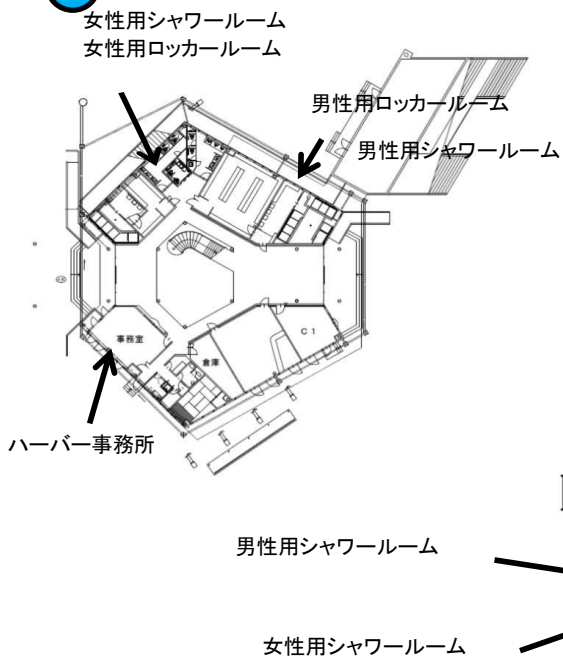 女性用シャワールーム
女性用ロッカールーム
男性用ロッカールーム
男性用シャワールーム
事務室
倉庫
C 1
ハーバー事務所
男性用シャワールーム
女性用シャワールーム